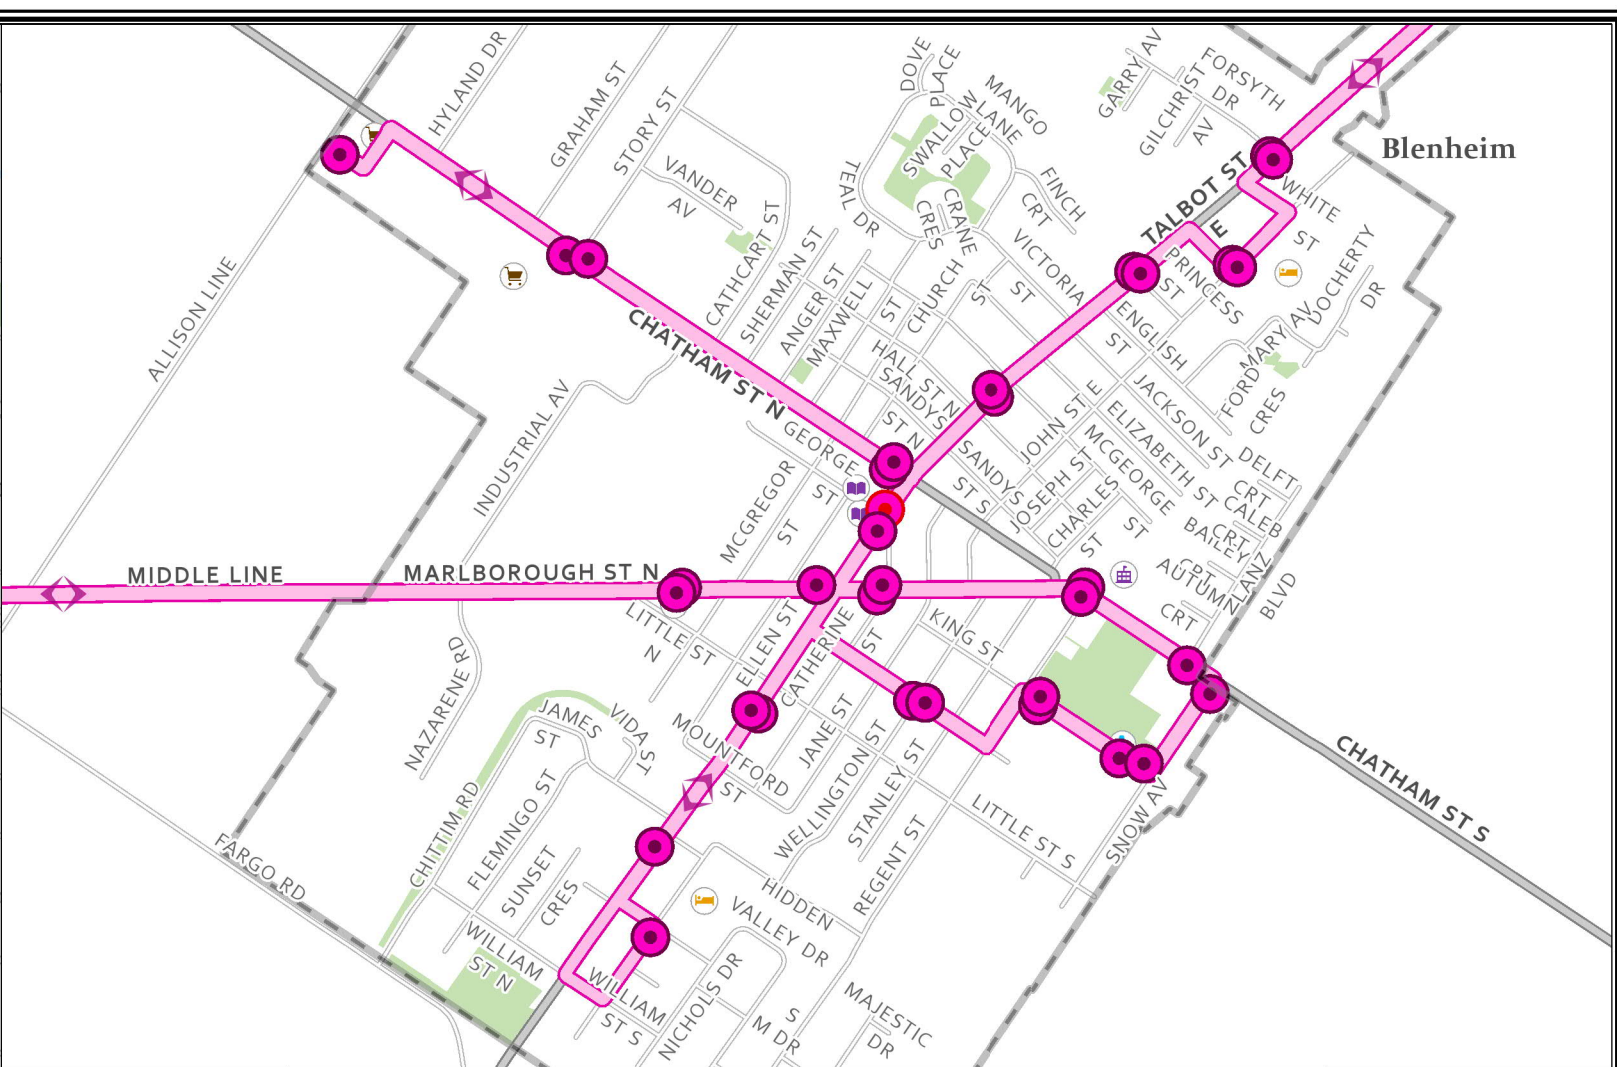 HYLAND DR
GRAHAM ST
STORY ST
DOVE
PLACE
SWALLOW
PLACE
MANGO
LANE
GARRY AV
FORSYTH
DR
GILCHRIST
AV
Blenheim
VANDER
AV
TEAL DR
CRANE
CRES
FINCH
CRT
TALBOT ST
E
WHITE
ST
ALLISON LINE
CATHCART ST
SHERMAN ST
ANGER ST
MAXWELL
ST
CHURCH
ST
VICTORIA
ST
PRINCESS
ST
ENGLISH
ST
DOCHERTY
DR
MARY AV
FORD
CRES
CHATHAM ST N
HALL ST N
SANDYS
ST N
JACKSON ST
JOHN ST E
ELIZABETH ST
MCGEORGE
ST
INDUSTRIAL AV
GEORGE
ST
MCGREGOR
ST
SANDYS
ST S
JOSEPH ST
CHARLES
ST
DELFT
CRT
CALEB
CRT
BAILEY
CRT
AUTUMN
CRT
LANZ
BLVD
MIDDLE LINE
MARLBOROUGH ST N
LITTLE ST
N
ELLEN ST
CATHERINE
ST
KING ST
NAZARENE RD
JAMES
ST
VIDA ST
MOUNTFORD
ST
JANE ST
WELLINGTON ST
STANLEY ST
REGENT ST
LITTLE ST S
SNOW AV
CHATHAM ST S
CHITTIM RD
FLEMINGO ST
SUNSET
CRES
FARGO RD
HIDDEN
VALLEY DR
WILLIAM
ST N
WILLIAM
ST S
NICHOLS DR
S
M DR
MAJESTIC
DR